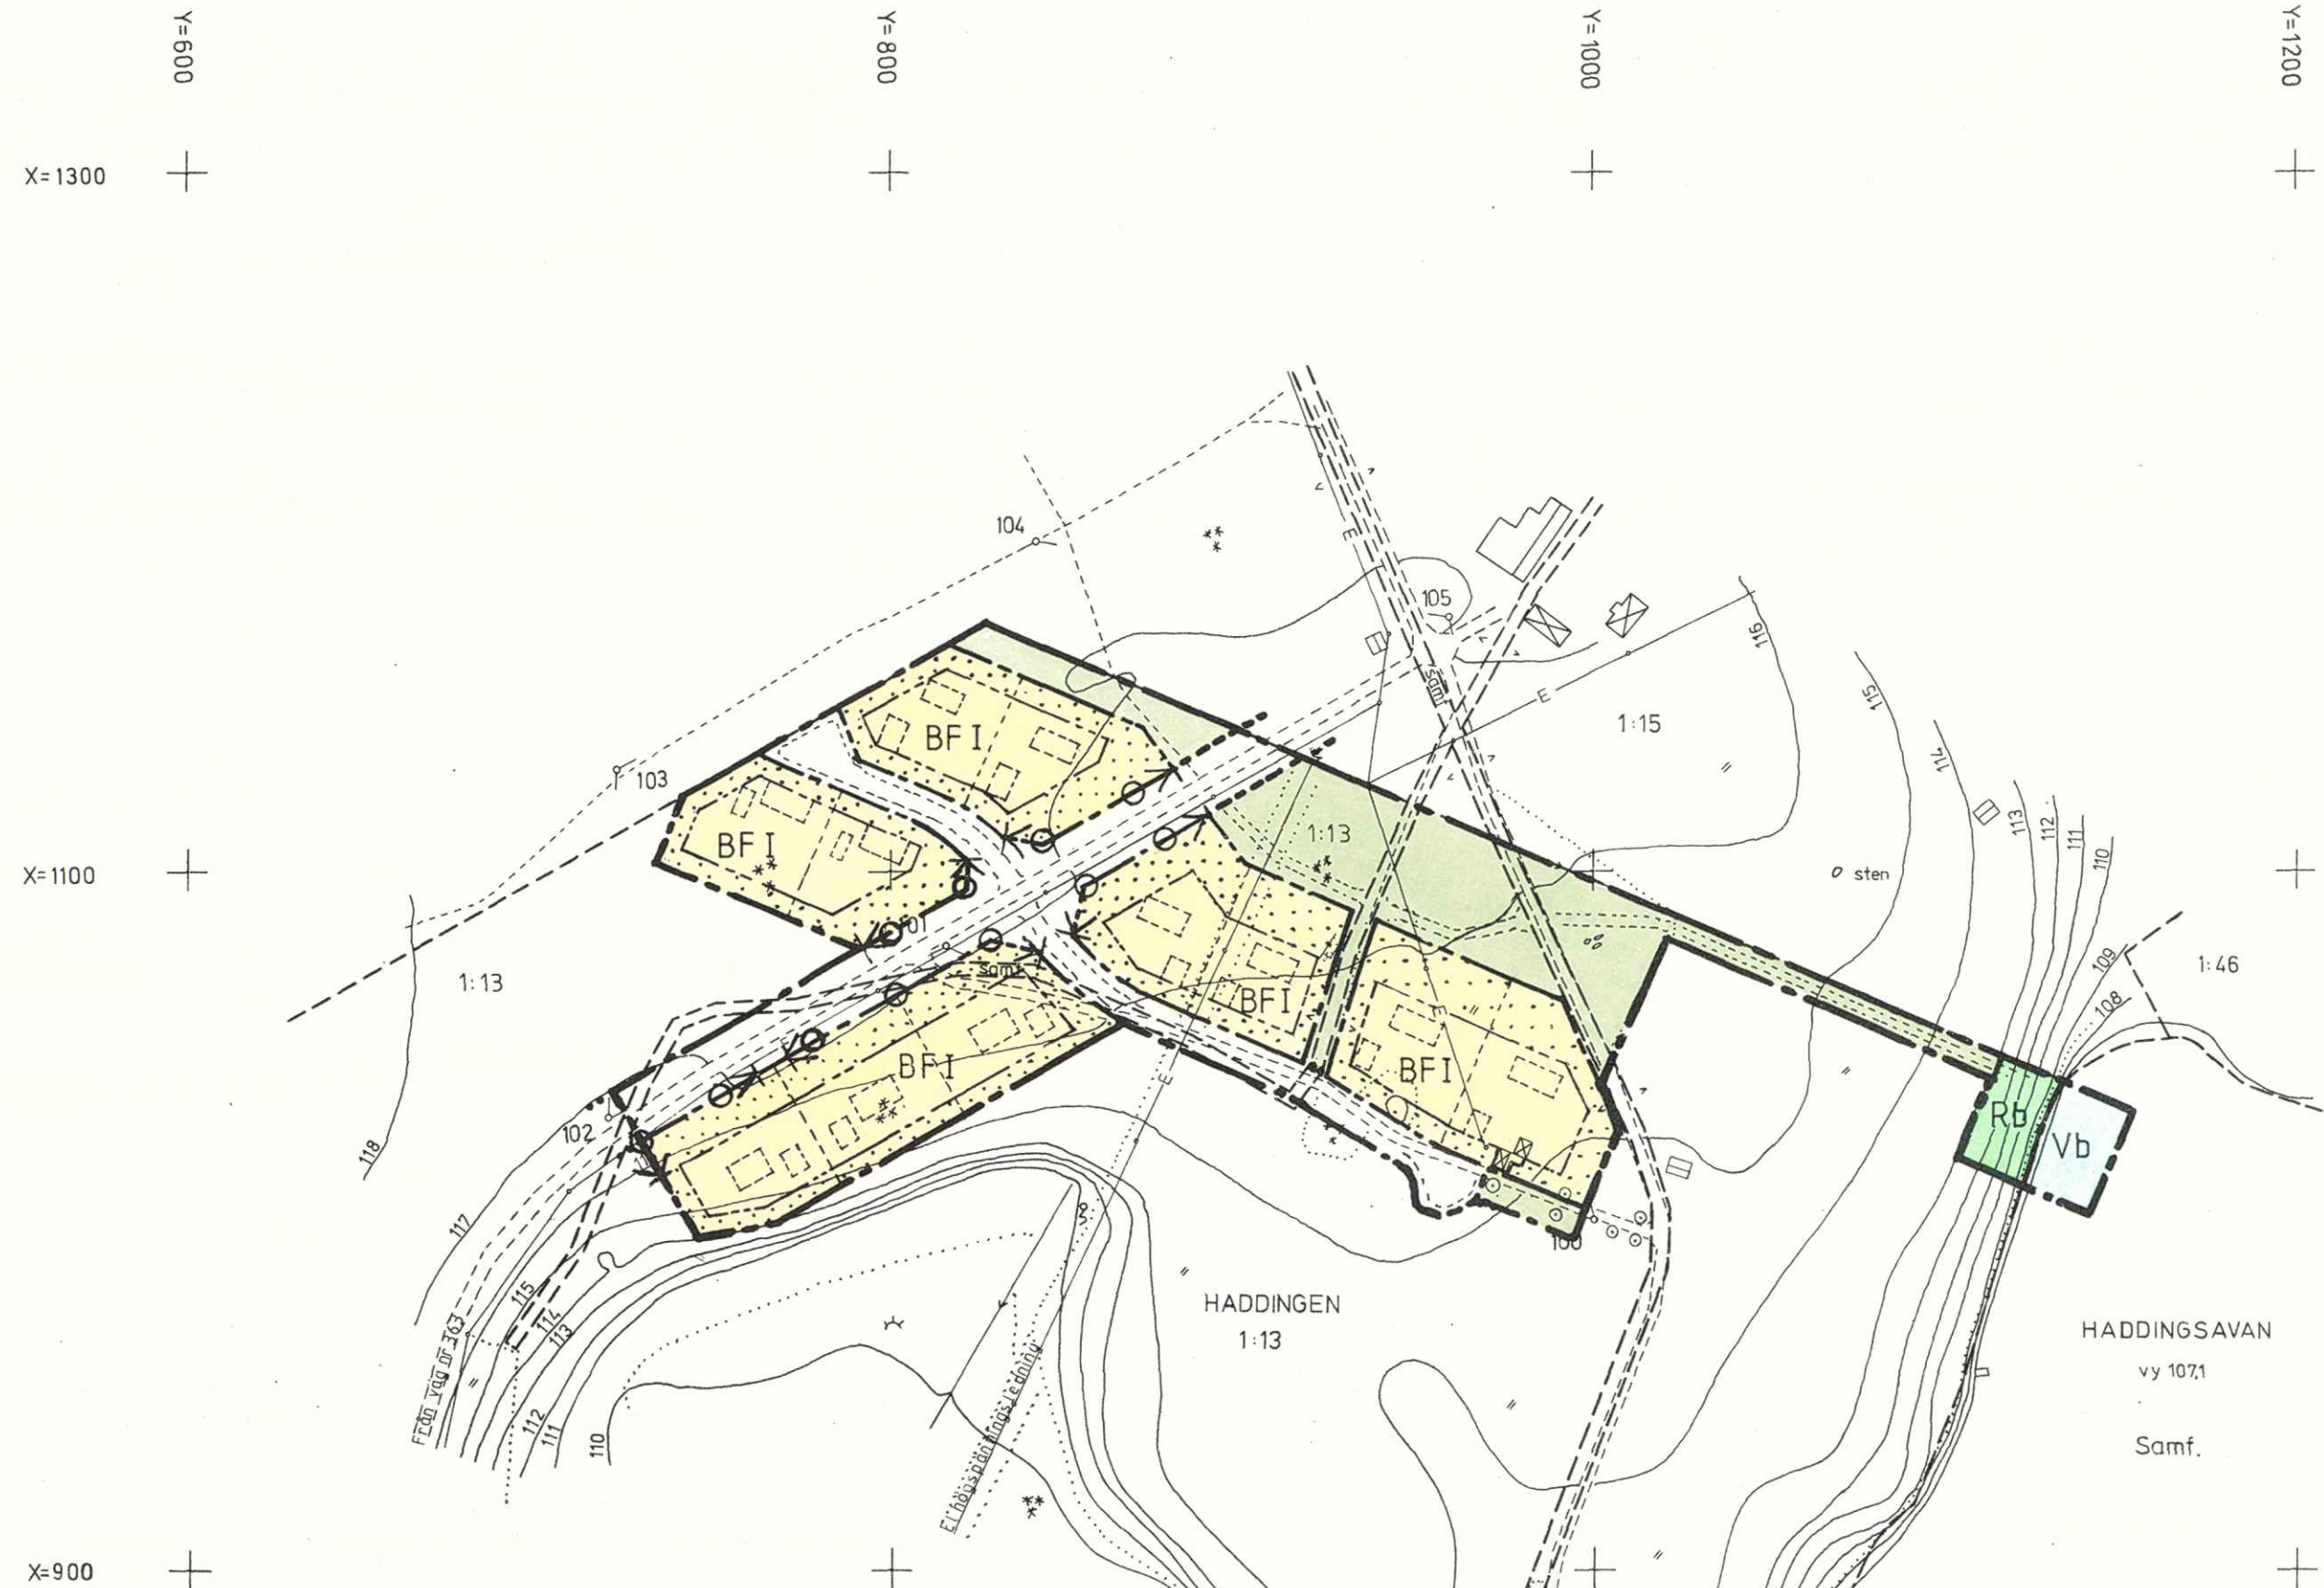 Y=600
Y=800
Y=1000
Y=1200
X=1300
104
105
116
samf
E
E
115
1:15
BF I
114
103
113
112
111
110
BF I
1:13
X=1100
sten
01
109
1:46
1:13
samf
108
BF I
E
BF I
BF I
E
Rb
102
Vb
118
117
100
115
HADDINGEN
114
1:13
113
HADDINGSAVAN
Från väg nr 363
vy 107,1
El högspänningsledning
112
111
110
Samf.
X=900